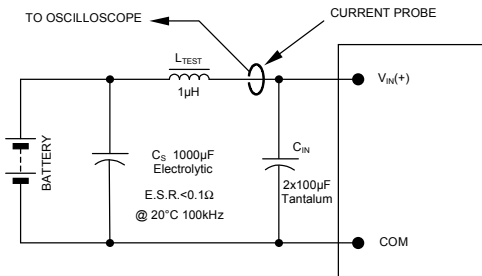 TO OSCILLOSCOPE
CURRENT PROBE
LTEST
1µH
VIN(+)
BATTERY
CS 1000µF
Electrolytic
E.S.R.<0.1Ω
@ 20°C 100kHz
CIN
2x100µF
Tantalum
COM